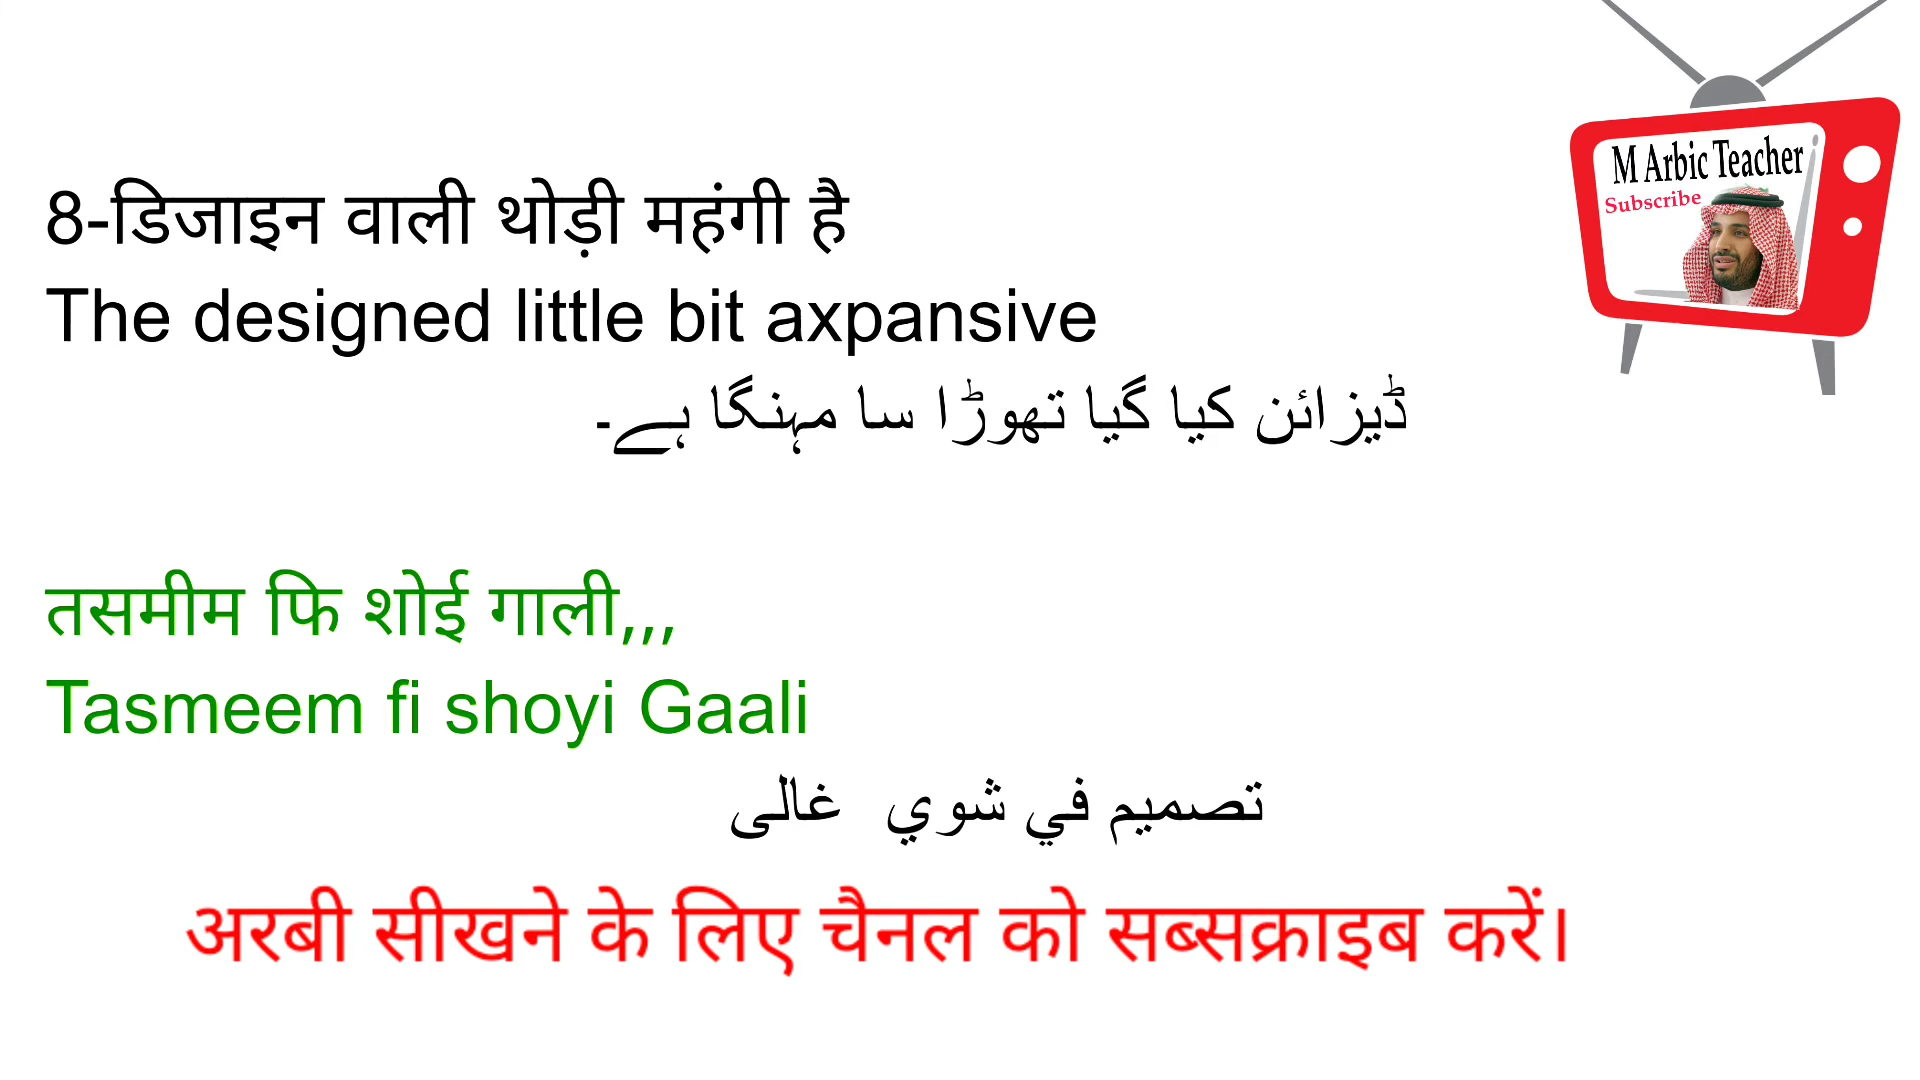 M Arbic Teacher
Subscribe
8-डिजाइन वाली थोड़ी महंगी है
The designed little bit axpansive
ڈیزائن کیا گیا تھوڑا سا مہنگا ہے۔
तसमीम फि शोई गाली,,,
Tasmeem fi shoyi Gaali
تصميم في شوي غالی
अरबी सीखने के लिए चैनल को सब्सक्राइब करें।